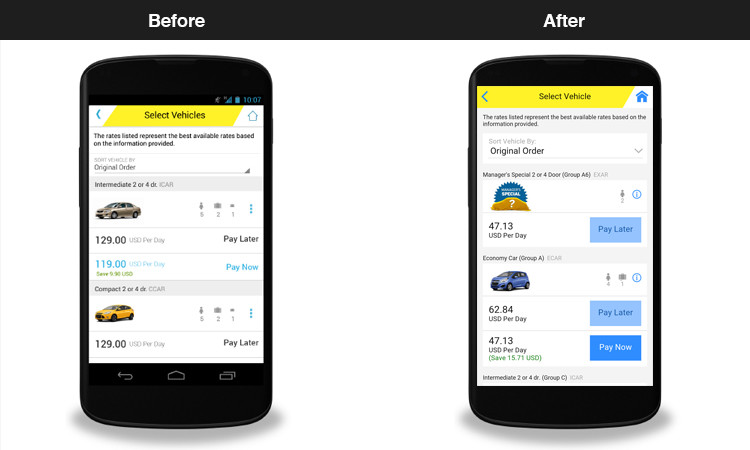 Before
After
10:07
Select Vehicles
The rates listed represent the best available rates based
on the information provided.
SORT VEHICLE BY:
Original Order
Intermediate 2 or 4 dr. ICAR
5 2 1
129.00 USD Per Day Pay Later
119.00 USD Per Day Pay Now
Save 9.90 USD
Compact 2 or 4 dr. CCAR
5 2 1
129.00 USD Per Day Pay Later
Select Vehicle
The rates listed represent the best available rates based on the
information provided.
Sort Vehicle By:
Original Order
Manager's Special 2 or 4 Door (Group A6) EXAR
MANAGER'S
SPECIAL
?
2
47.13
USD Per Day
Pay Later
Economy Car (Group A) ECAR
4 1
62.84
USD Per Day
Pay Later
47.13
USD Per Day
(Save 15.71 USD)
Pay Now
Intermediate 2 or 4 dr. (Group C) ICAR